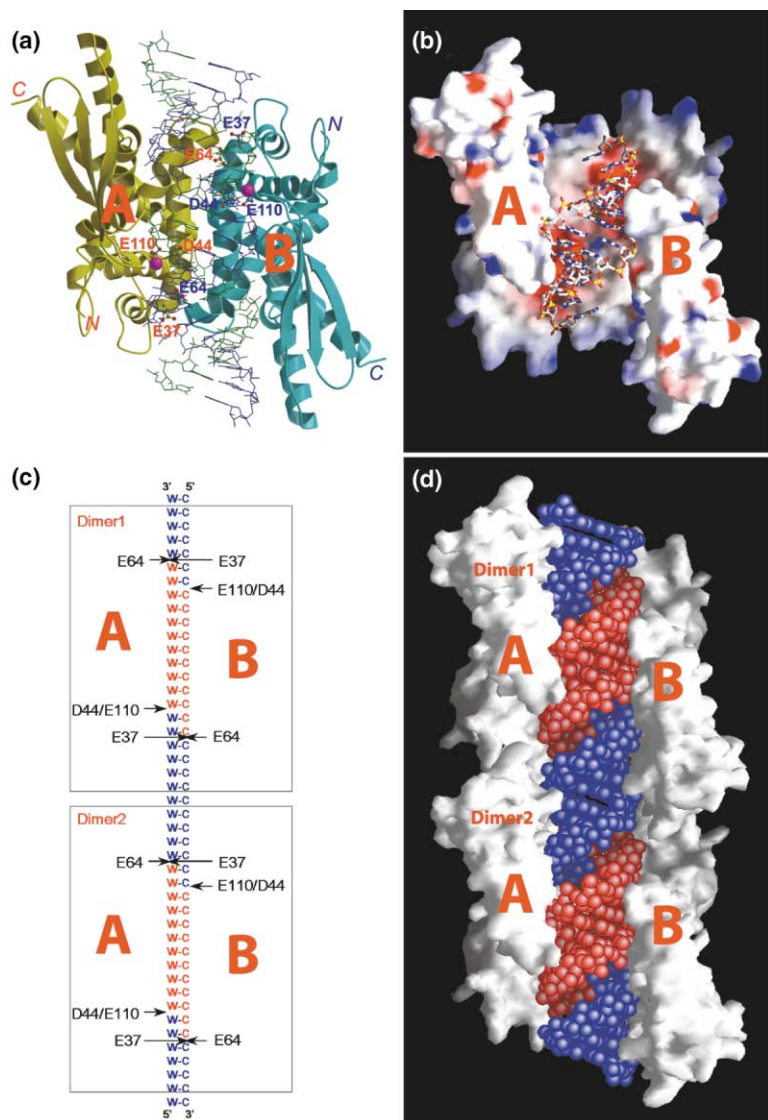 (a)
C
E37
N
E64
A
D44
E110
B
E110
D44
E64
N
E37
C
(b)
A
B
(c)
3' 5'
W-C
W-C
Dimer1
W-C
W-C
W-C
E64 E37
W-C
W-C
E110/D44
W-C
W-C
W-C
A B
W-C
W-C
W-C
W-C
W-C
W-C
D44/E110
W-C
W-C
E37 E64
W-C
W-C
W-C
W-C
W-C
W-C
Dimer2
W-C
W-C
W-C
E64 E37
W-C
W-C
E110/D44
W-C
W-C
W-C
A B
W-C
W-C
W-C
W-C
W-C
W-C
D44/E110
W-C
W-C
E37 E64
W-C
W-C
W-C
W-C
W-C
5' 3'
(d)
Dimer1
A
B
Dimer2
A
B